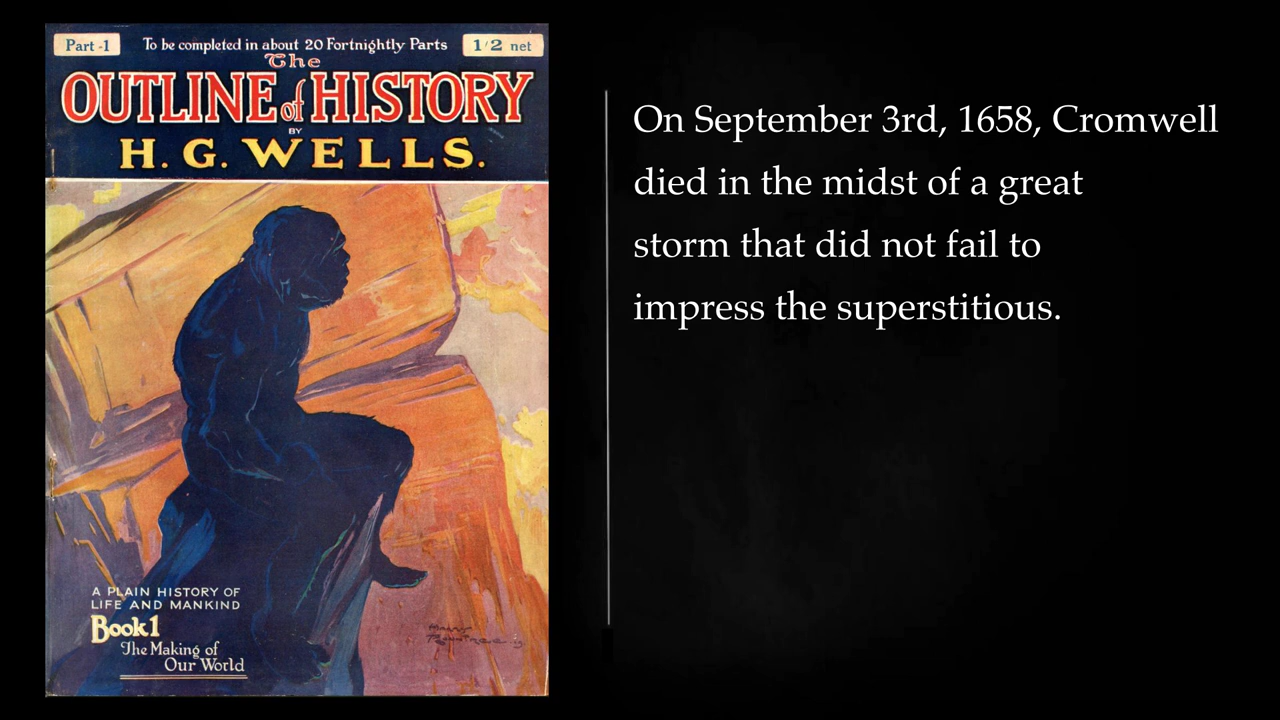 Part -1
To be completed in about 20 Fortnightly Parts
1/2 net
The
OUTLINE of HISTORY
BY
H. G. WELLS.
A PLAIN HISTORY OF
LIFE AND MANKIND
Book 1
The Making of
Our World
On September 3rd, 1658, Cromwell
died in the midst of a great
storm that did not fail to
impress the superstitious.